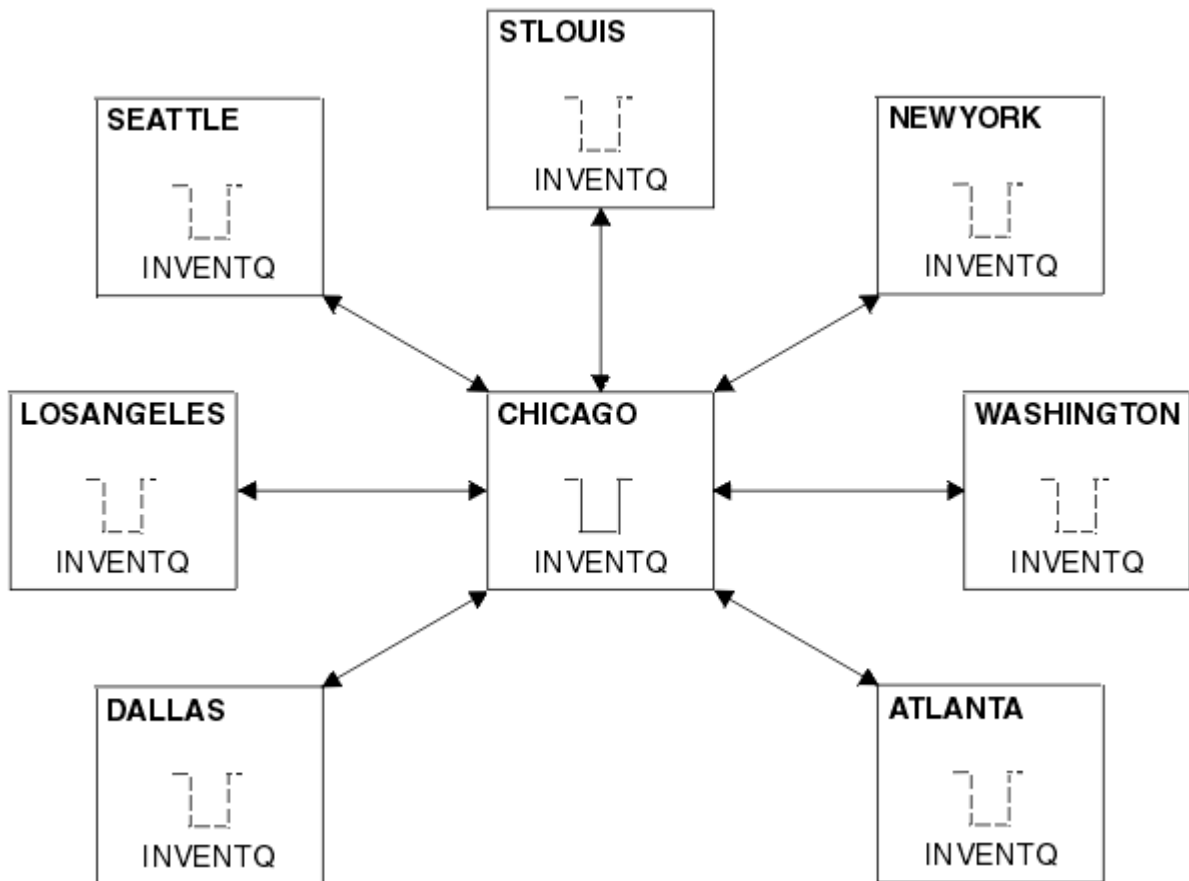 STLOUIS
INVENTQ
SEATTLE
INVENTQ
NEWYORK
INVENTQ
LOSANGELES
INVENTQ
CHICAGO
INVENTQ
WASHINGTON
INVENTQ
DALLAS
INVENTQ
ATLANTA
INVENTQ